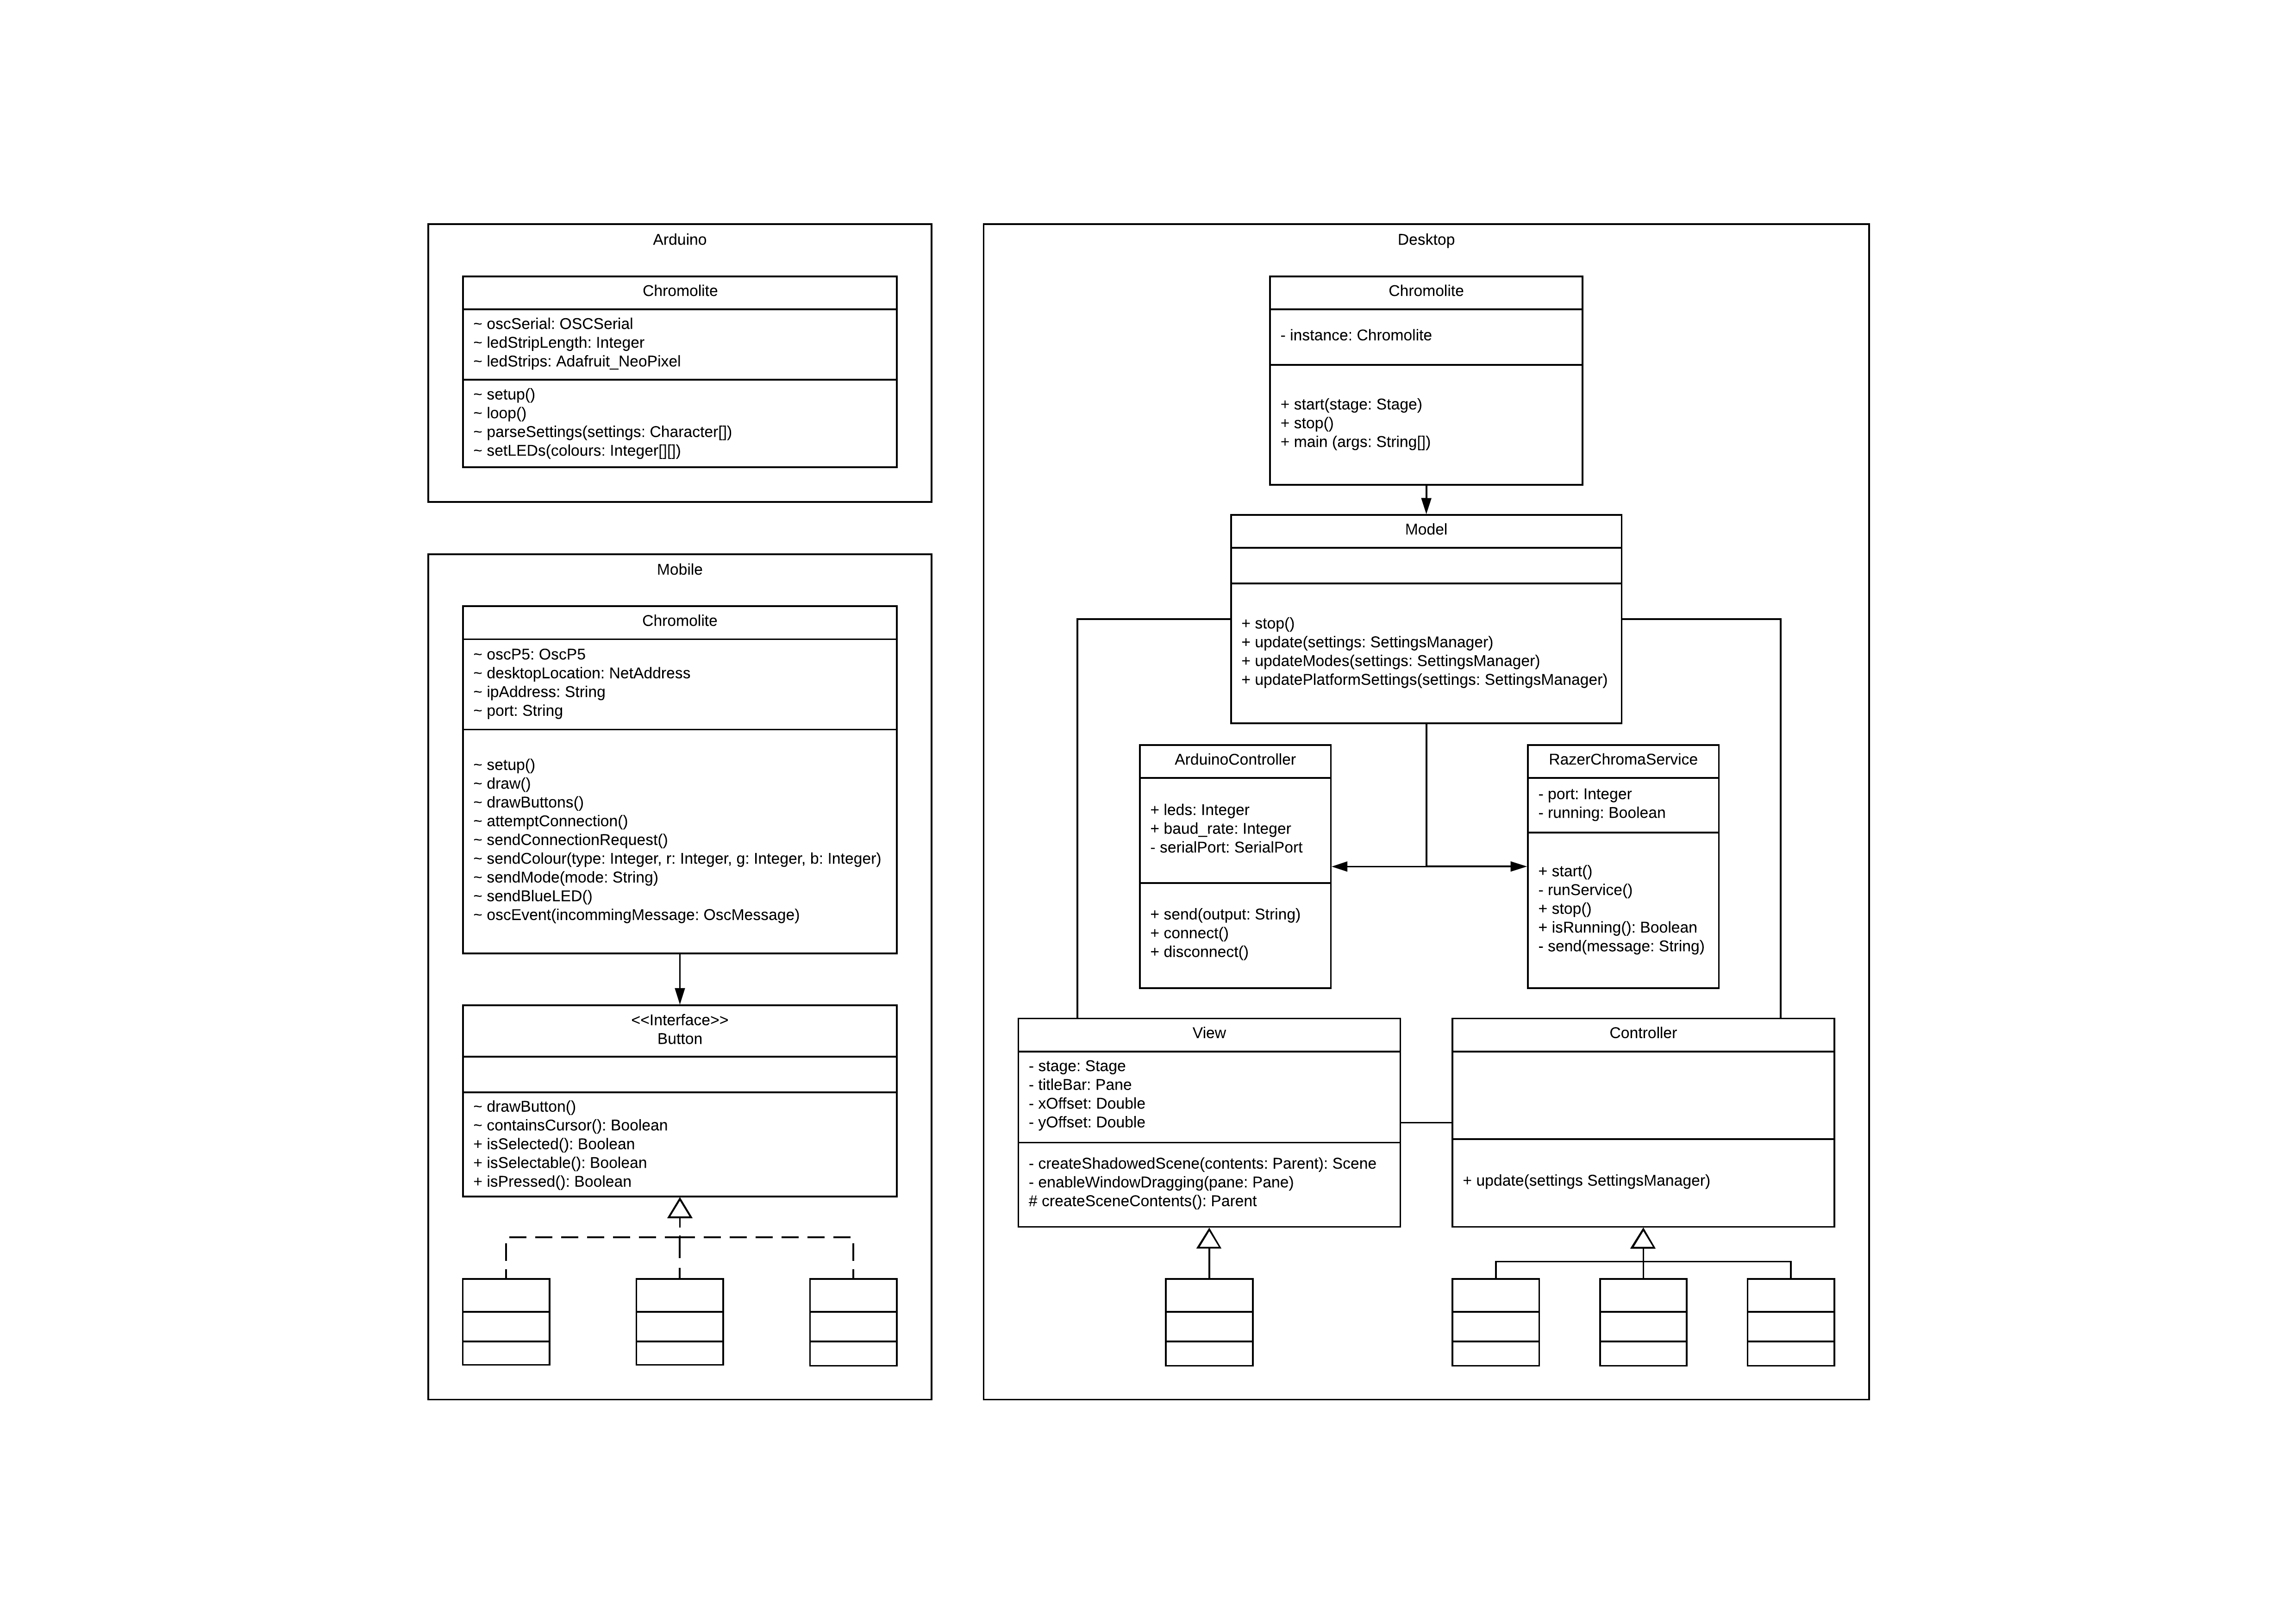 Arduino
Chromolite
~ oscSerial: OSCSerial
~ ledStripLength: Integer
~ ledStrips: Adafruit_NeoPixel
~ setup()
~ loop()
~ parseSettings(settings: Character[])
~ setLEDs(colours: Integer[][])
Mobile
Chromolite
~ oscP5: OscP5
~ desktopLocation: NetAddress
~ ipAddress: String
~ port: String
~ setup()
~ draw()
~ drawButtons()
~ attemptConnection()
~ sendConnectionRequest()
~ sendColour(type: Integer, r: Integer, g: Integer, b: Integer)
~ sendMode(mode: String)
~ sendBlueLED()
~ oscEvent(incommingMessage: OscMessage)
<<Interface>>
Button
~ drawButton()
~ containsCursor(): Boolean
+ isSelected(): Boolean
+ isSelectable(): Boolean
+ isPressed(): Boolean
Desktop
Chromolite
- instance: Chromolite
+ start(stage: Stage)
+ stop()
+ main (args: String[])
Model
+ stop()
+ update(settings: SettingsManager)
+ updateModes(settings: SettingsManager)
+ updatePlatformSettings(settings: SettingsManager)
ArduinoController
+ leds: Integer
+ baud_rate: Integer
- serialPort: SerialPort
+ send(output: String)
+ connect()
+ disconnect()
RazerChromaService
- port: Integer
- running: Boolean
+ start()
- runService()
+ stop()
+ isRunning(): Boolean
- send(message: String)
View
- stage: Stage
- titleBar: Pane
- xOffset: Double
- yOffset: Double
- createShadowedScene(contents: Parent): Scene
- enableWindowDragging(pane: Pane)
# createSceneContents(): Parent
Controller
+ update(settings SettingsManager)